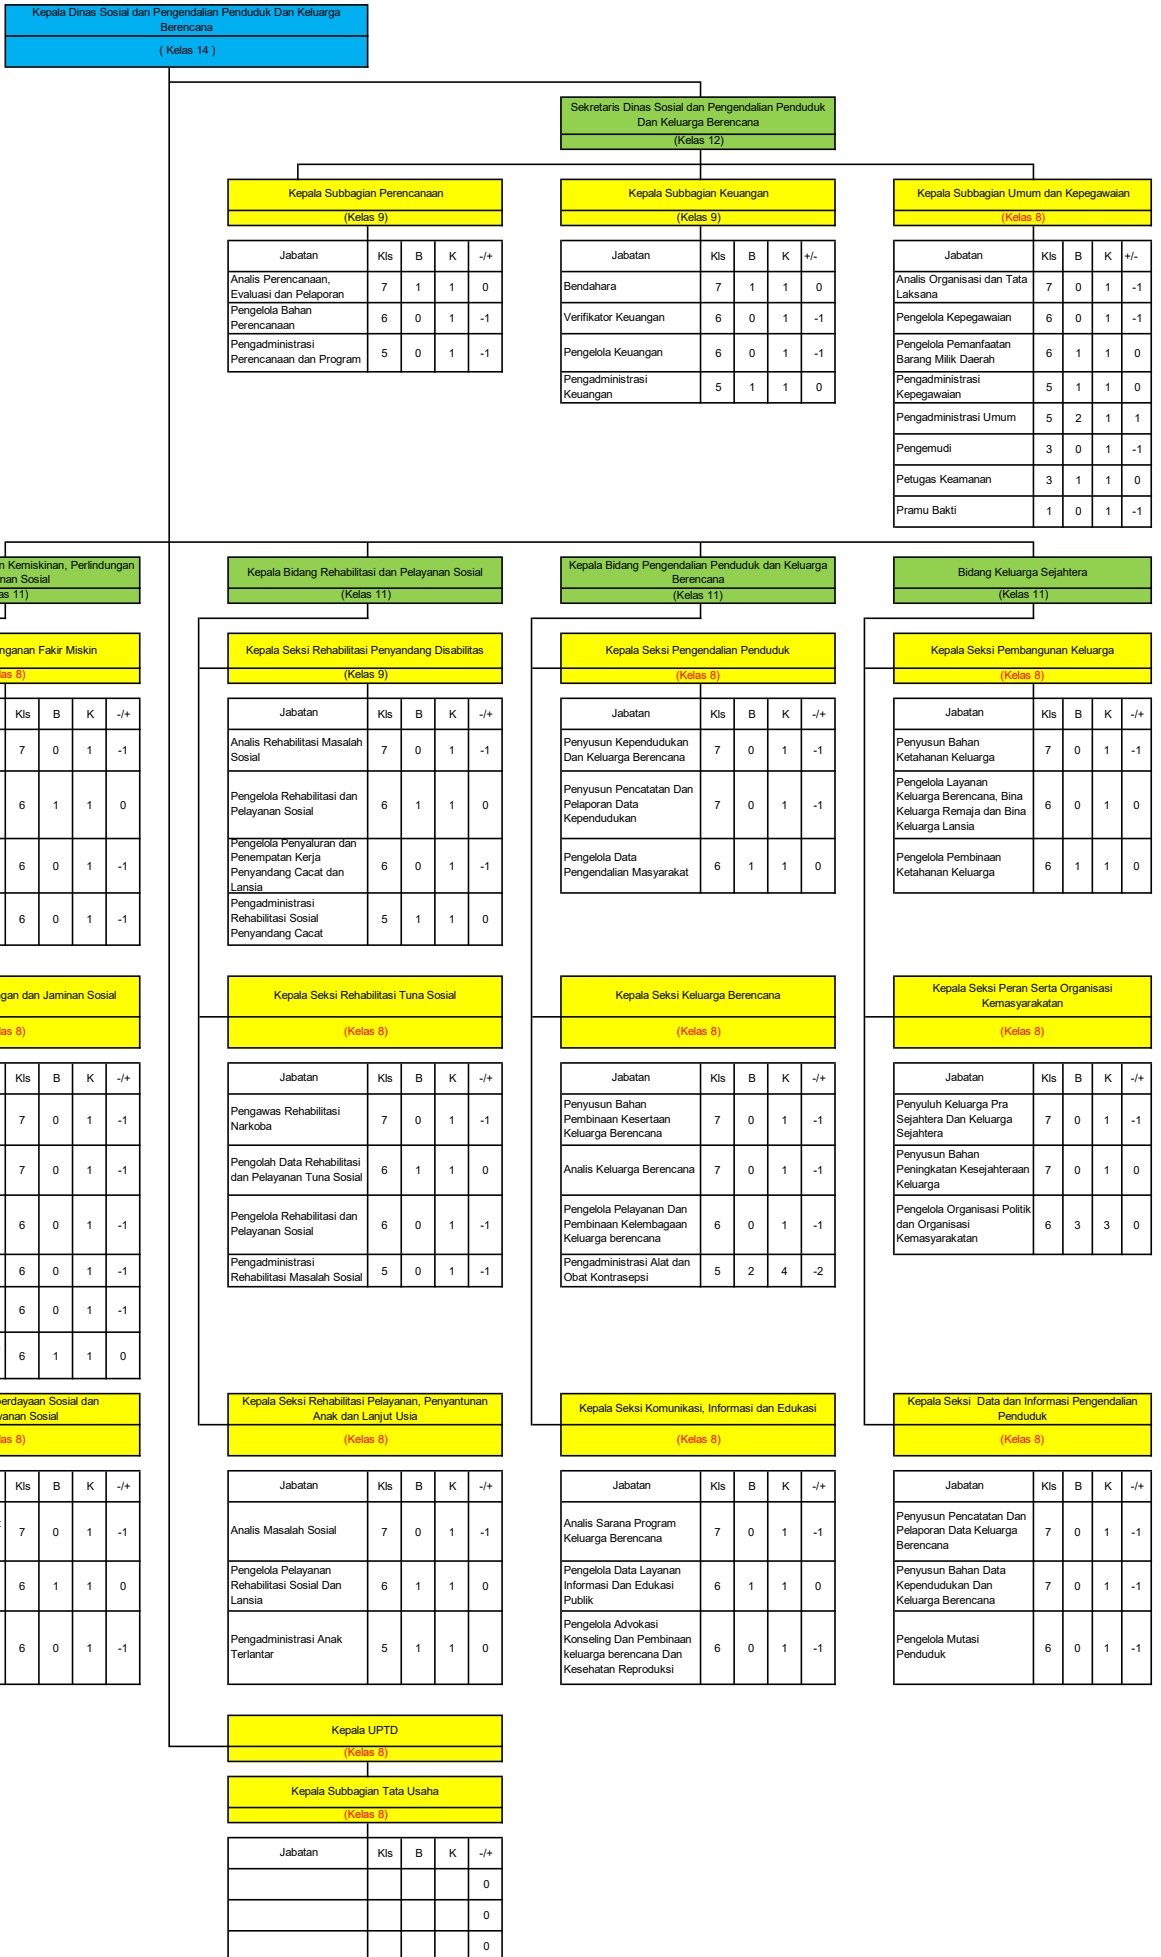 Kepala Dinas Sosial dan Pengendalian Penduduk Dan Keluarga
Berencana
( Kelas 14 )
Sekretaris Dinas Sosial dan Pengendalian Penduduk
Dan Keluarga Berencana
(Kelas 12)
Kepala Subbagian Perencanaan
(Kelas 9)
Jabatan Kls B K -/+
Analis Perencanaan,
Evaluasi dan Pelaporan 7 1 1 0
Pengelola Bahan
Perencanaan 6 0 1 -1
Pengadministrasi
Perencanaan dan Program 5 0 1 -1
Kepala Subbagian Keuangan
(Kelas 9)
Jabatan Kls B K +/-
Bendahara 7 1 1 0
Verifikator Keuangan 6 0 1 -1
Pengelola Keuangan 6 0 1 -1
Pengadministrasi
Keuangan 5 1 1 0
Kepala Subbagian Umum dan Kepegawaian
(Kelas 8)
Jabatan Kls B K +/-
Analis Organisasi dan Tata
Laksana 7 0 1 -1
Pengelola Kepegawaian 6 0 1 -1
Pengelola Pemanfaatan
Barang Milik Daerah 6 1 1 0
Pengadministrasi
Kepegawaian 5 1 1 0
Pengadministrasi Umum 5 2 1 1
Pengemudi 3 0 1 -1
Petugas Keamanan 3 1 1 0
Pramu Bakti 1 0 1 -1
Kemiskinan, Perlindungan
Sosial
11)
Fakir Miskin
8)
Kls B K -/+
7 0 1 -1
6 1 1 0
6 0 1 -1
6 0 1 -1
dan Jaminan Sosial
8)
Kls B K -/+
7 0 1 -1
7 0 1 -1
6 0 1 -1
6 0 1 -1
6 0 1 -1
6 1 1 0
Sosial dan
Sosial
8)
Kls B K -/+
7 0 1 -1
6 1 1 0
6 0 1 -1
Kepala Bidang Rehabilitasi dan Pelayanan Sosial
(Kelas 11)
Kepala Seksi Rehabilitasi Penyandang Disabilitas
(Kelas 9)
Jabatan Kls B K -/+
Analis Rehabilitasi Masalah
Sosial 7 0 1 -1
Pengelola Rehabilitasi dan
Pelayanan Sosial 6 1 1 0
Pengelola Penyaluran dan
Penempatan Kerja
Penyandang Cacat dan
Lansia 6 0 1 -1
Pengadministrasi
Rehabilitasi Sosial
Penyandang Cacat 5 1 1 0
Kepala Seksi Rehabilitasi Tuna Sosial
(Kelas 8)
Jabatan Kls B K -/+
Pengawas Rehabilitasi
Narkoba 7 0 1 -1
Pengolah Data Rehabilitasi
dan Pelayanan Tuna Sosial 6 1 1 0
Pengelola Rehabilitasi dan
Pelayanan Sosial 6 0 1 -1
Pengadministrasi
Rehabilitasi Masalah Sosial 5 0 1 -1
Kepala Seksi Rehabilitasi Pelayanan, Penyantunan
Anak dan Lanjut Usia
(Kelas 8)
Jabatan Kls B K -/+
Analis Masalah Sosial 7 0 1 -1
Pengelola Pelayanan
Rehabilitasi Sosial Dan
Lansia 6 1 1 0
Pengadministrasi Anak
Terlantar 5 1 1 0
Kepala Bidang Pengendalian Penduduk dan Keluarga
Berencana
(Kelas 11)
Kepala Seksi Pengendalian Penduduk
(Kelas 8)
Jabatan Kls B K -/+
Penyusun Kependudukan
Dan Keluarga Berencana 7 0 1 -1
Penyusun Pencatatan Dan
Pelaporan Data
Kependudukan 7 0 1 -1
Pengelola Data
Pengendalian Masyarakat 6 1 1 0
Kepala Seksi Keluarga Berencana
(Kelas 8)
Jabatan Kls B K -/+
Penyusun Bahan
Pembinaan Kesertaan
Keluarga Berencana 7 0 1 -1
Analis Keluarga Berencana 7 0 1 -1
Pengelola Pelayanan Dan
Pembinaan Kelembagaan
Keluarga berencana 6 0 1 -1
Pengadministrasi Alat dan
Obat Kontrasepsi 5 2 4 -2
Kepala Seksi Komunikasi, Informasi dan Edukasi
(Kelas 8)
Jabatan Kls B K -/+
Analis Sarana Program
Keluarga Berencana 7 0 1 -1
Pengelola Data Layanan
Informasi Dan Edukasi
Publik 6 1 1 0
Pengelola Advokasi
Konseling Dan Pembinaan
keluarga berencana Dan
Kesehatan Reproduksi 6 0 1 -1
Bidang Keluarga Sejahtera
(Kelas 11)
Kepala Seksi Pembangunan Keluarga
(Kelas 8)
Jabatan Kls B K -/+
Penyusun Bahan
Ketahanan Keluarga 7 0 1 -1
Pengelola Layanan
Keluarga Berencana, Bina
Keluarga Remaja dan Bina
Keluarga Lansia 6 0 1 0
Pengelola Pembinaan
Ketahanan Keluarga 6 1 1 0
Kepala Seksi Peran Serta Organisasi
Kemasyarakatan
(Kelas 8)
Jabatan Kls B K -/+
Penyuluh Keluarga Pra
Sejahtera Dan Keluarga
Sejahtera 7 0 1 -1
Penyusun Bahan
Peningkatan Kesejahteraan
Keluarga 7 0 1 0
Pengelola Organisasi Politik
dan Organisasi
Kemasyarakatan 6 3 3 0
Kepala Seksi Data dan Informasi Pengendalian
Penduduk
(Kelas 8)
Jabatan Kls B K -/+
Penyusun Pencatatan Dan
Pelaporan Data Keluarga
Berencana 7 0 1 -1
Penyusun Bahan Data
Kependudukan Dan
Keluarga Berencana 7 0 1 -1
Pengelola Mutasi
Penduduk 6 0 1 -1
Kepala UPTD
(Kelas 8)
Kepala Subbagian Tata Usaha
(Kelas 8)
Jabatan Kls B K -/+
0
0
0